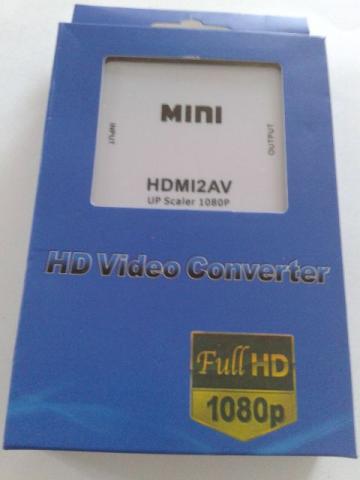 MINI
INPUT
OUTPUT
HDMI2AV
UP Scaler 1080P
HD Video Converter
Full HD
1080p